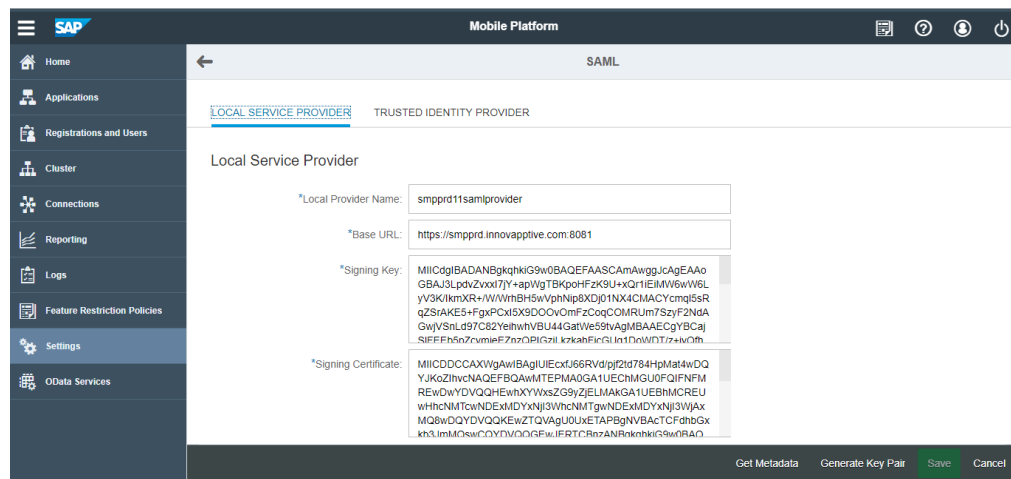 SAP
Mobile Platform
Home
SAML
Applications
LOCAL SERVICE PROVIDER TRUSTED IDENTITY PROVIDER
Registrations and Users
Local Service Provider
Cluster
*Local Provider Name: smpprd11samlprovider
Connections
*Base URL: https://smpprd.innovapptive.com:8081
Reporting
*Signing Key: MIICdgIBADANBgkqhkiG9w0BAQEFAASCAmAwggJcAgEAAo
GBAJ3LpdvZvxxI7jY+apWgTBKpoHFzK9U+xQr1iEiMW6wW6L
Logs
yV3K/IkmXR+/W/WrhBH5wVphNip8XDj01NX4CMACYcmql5sR
qZSrAKE5+FgxPCxI5X9DOOvOmFzCoqCOMRUm7SzyF2NdA
Feature Restriction Policies
GwjVSnLd97C82YeihwhVBU44GatWe59tvAgMBAAECgYBCaj
Settings
*Signing Certificate: MIICDDCCAXWgAwIBAgIUIEcxfJ66RVd/pjf2td784HpMat4wDQ
YJKoZIhvcNAQEFBQAwMTEPMA0GA1UEChMGU0FQIFNFM
OData Services
REwDwYDVQQHEwhXYWxsZG9yZjELMAkGA1UEBhMCREU
wHhcNMTcwNDExMDYxNjI3WhcNMTgwNDExMDYxNjI3WjAx
MQ8wDQYDVQQKEwZTQVAgU0UxETAPBgNVBAcTCFdhbGx
Get Metadata Generate Key Pair Save Cancel